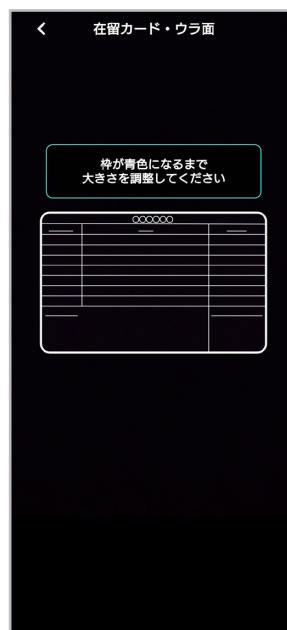 在留カード・ウラ面
枠が青色になるまで
大きさを調整してください
○○○○○○